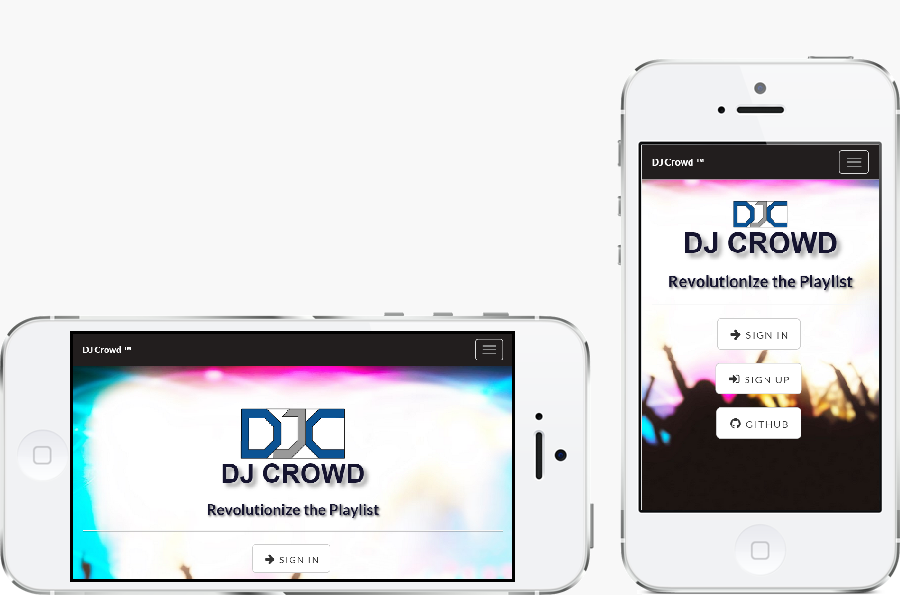 DJ Crowd ™
DJC
DJ CROWD
Revolutionize the Playlist
SIGN IN
DJ Crowd ™
DJC
DJ CROWD
Revolutionize the Playlist
SIGN IN
SIGN UP
GITHUB